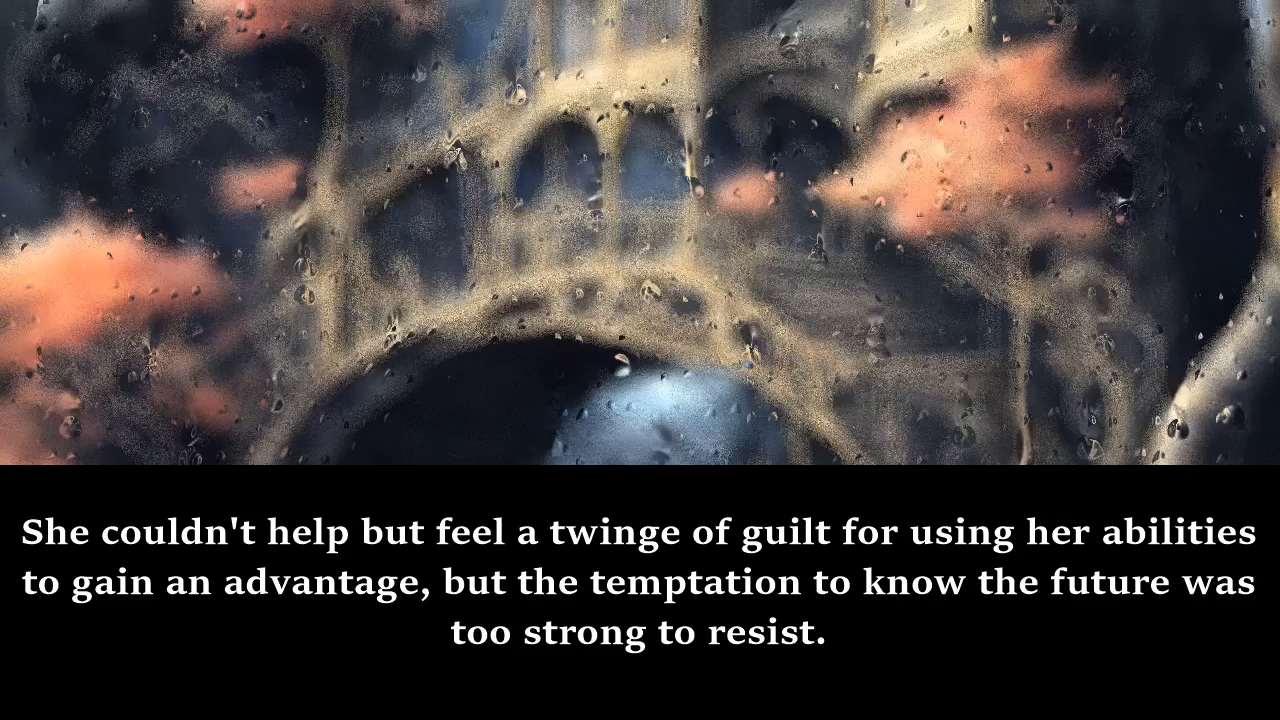 She couldn't help but feel a twinge of guilt for using her abilities
to gain an advantage, but the temptation to know the future was
too strong to resist.